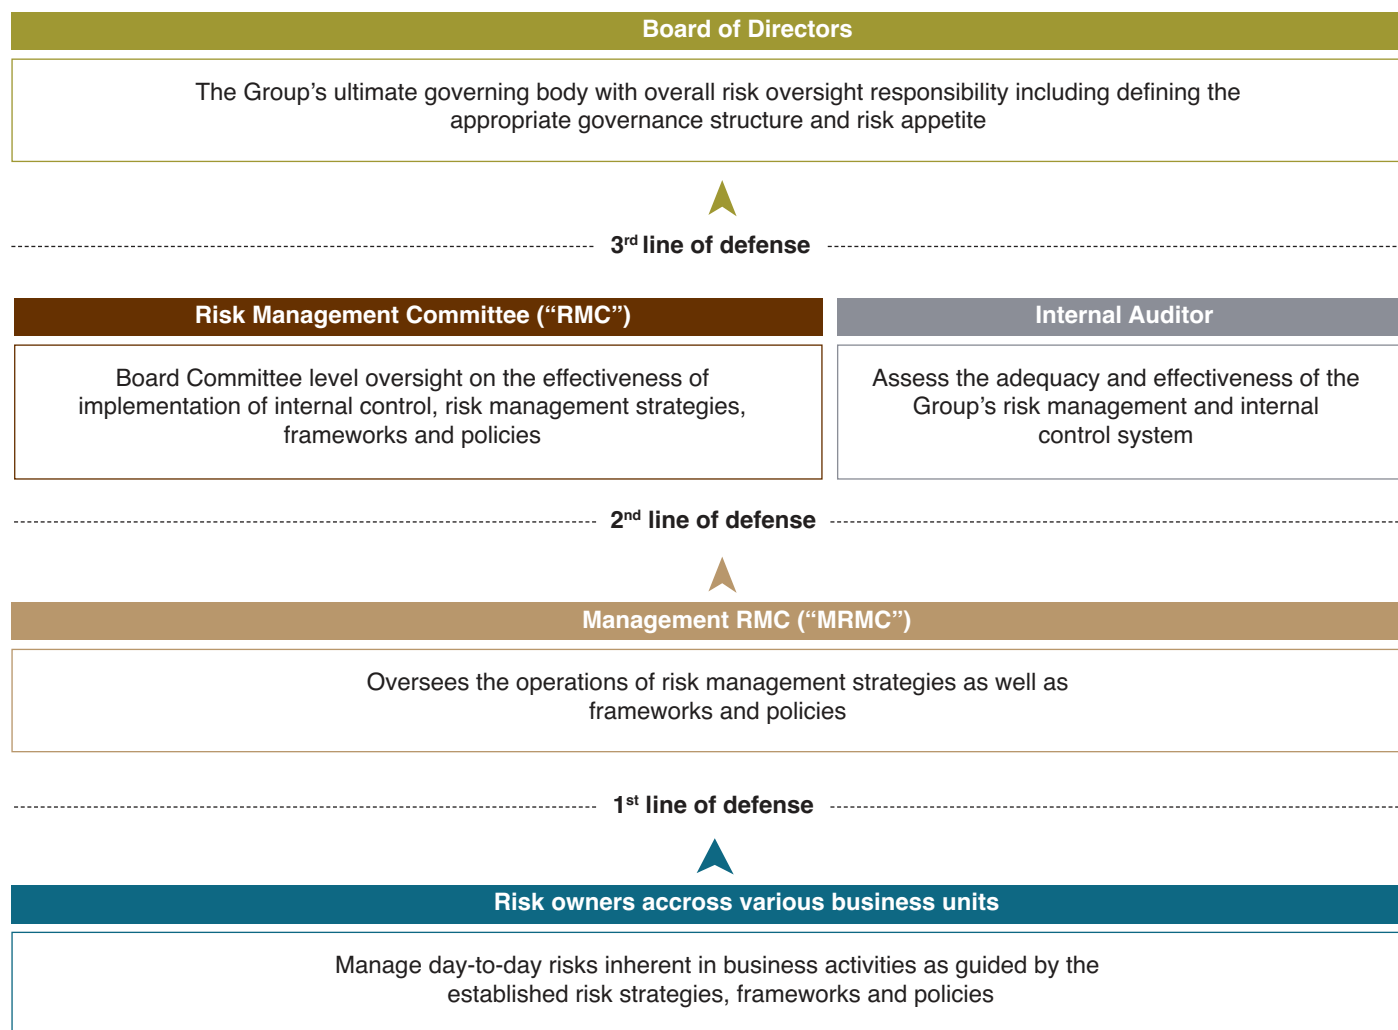 Board of Directors
The Group’s ultimate governing body with overall risk oversight responsibility including defining the
appropriate governance structure and risk appetite
3rd line of defense
Risk Management Committee (“RMC”)
Board Committee level oversight on the effectiveness of
implementation of internal control, risk management strategies,
frameworks and policies
Internal Auditor
Assess the adequacy and effectiveness of the
Group’s risk management and internal
control system
2nd line of defense
Management RMC (“MRMC”)
Oversees the operations of risk management strategies as well as
frameworks and policies
1st line of defense
Risk owners accross various business units
Manage day-to-day risks inherent in business activities as guided by the
established risk strategies, frameworks and policies